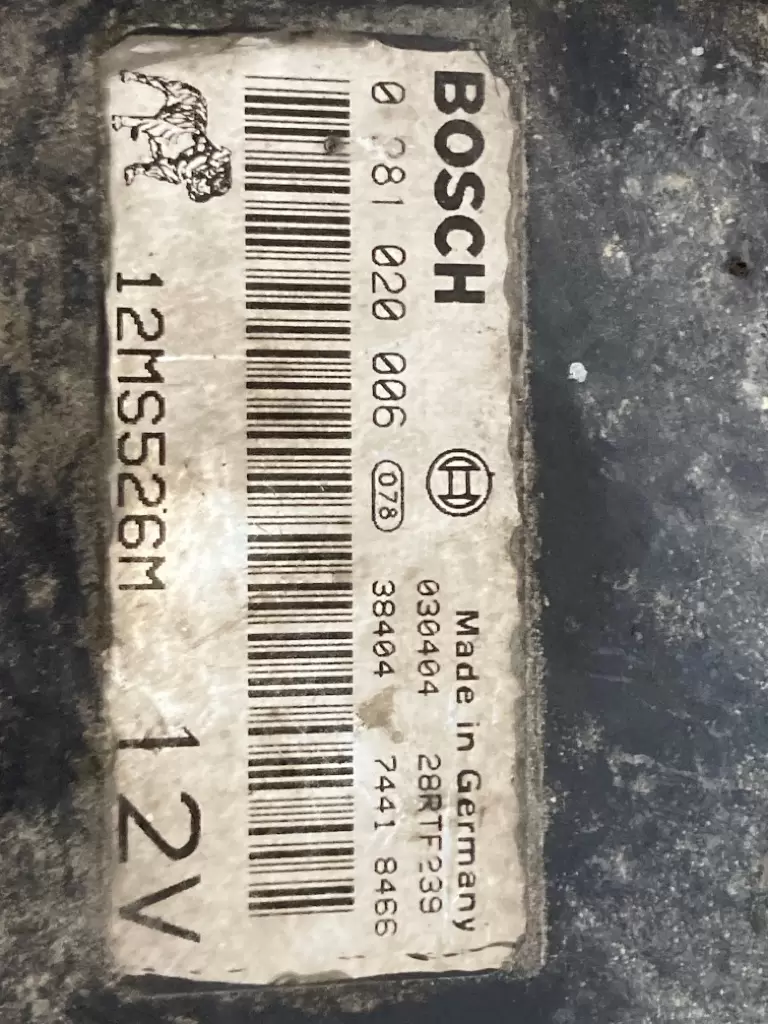 BOSCH
Made in Germany
030404 28RTF239
0 281 020 006 078 38404 7441 8466
12MS526M 12V